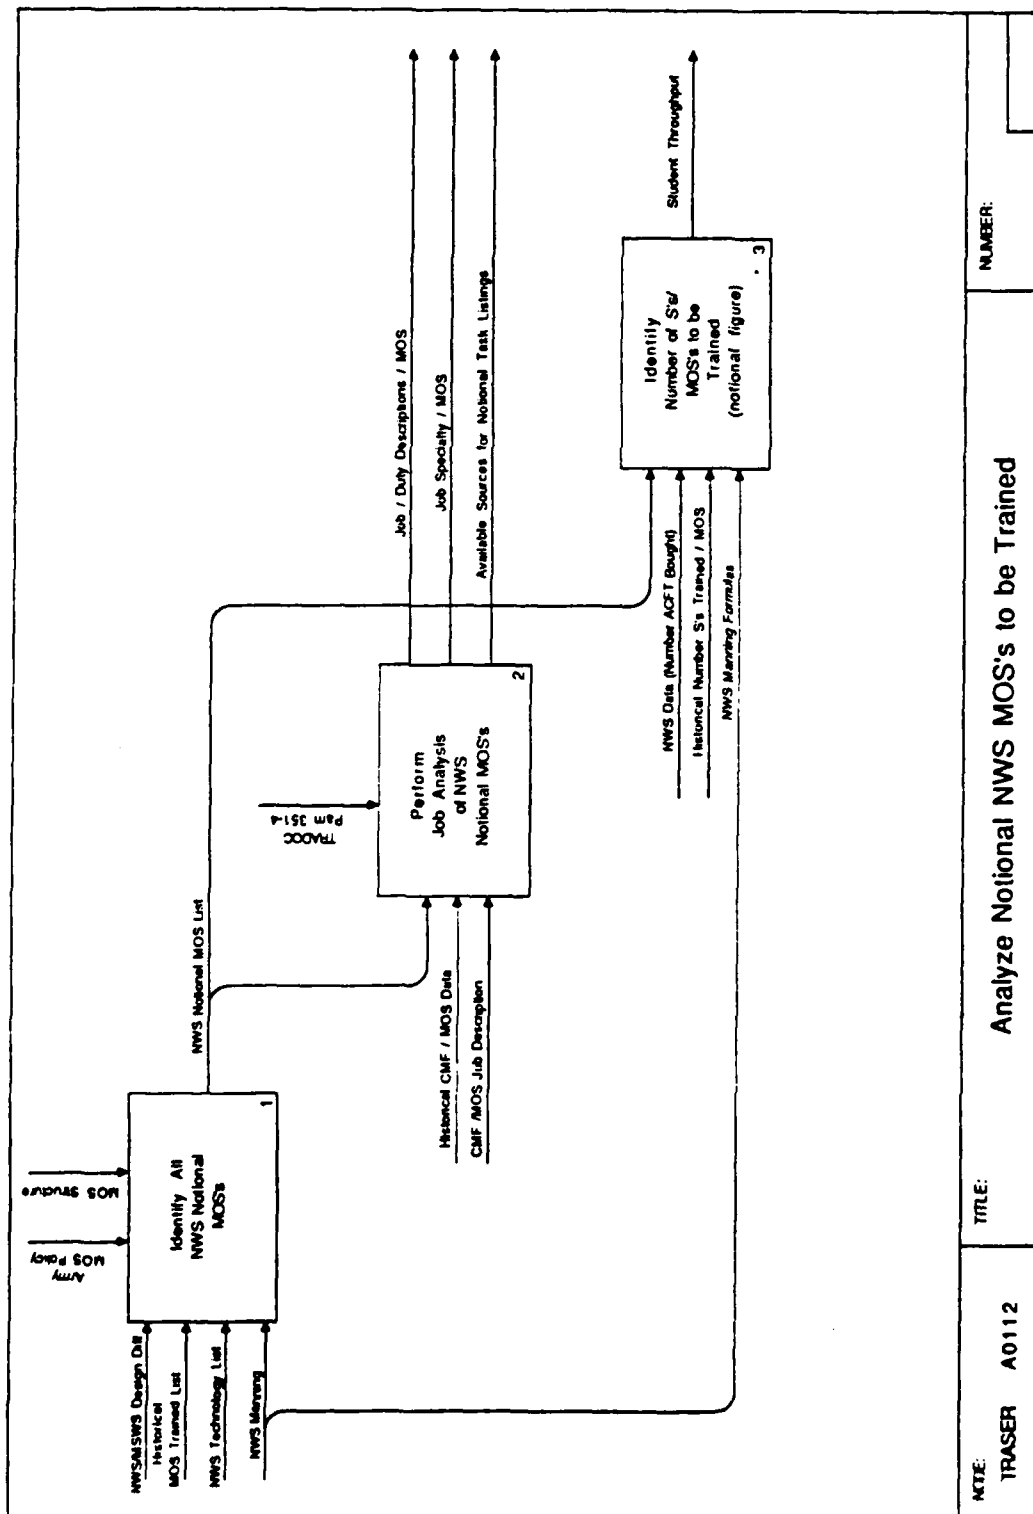 Army
MOS Policy
MOS Structure
NWS/MSWS Design Diff
Historical
MOS Trained List
NWS Technology List
NWS Manning
Identify All
NWS Notional
MOS's
1
NWS Notional MOS List
TRADOC
Pam 351-4
Historical CMF / MOS Data
CMF /MOS Job Description
Perform
Job Analysis
of NWS
Notional MOS's
2
Job / Duty Descriptions / MOS
Job Specialty / MOS
Available Sources for Notional Task Listings
NWS Data (Number ACFT Bought)
Historical Number S's Trained / MOS
NWS Manning Formulas
Identify
Number of S's/
MOS's to be
Trained
(notional figure)
3
Student Throughput
NODE:
TRASER A0112
TITLE:
Analyze Notional NWS MOS's to be Trained
NUMBER: